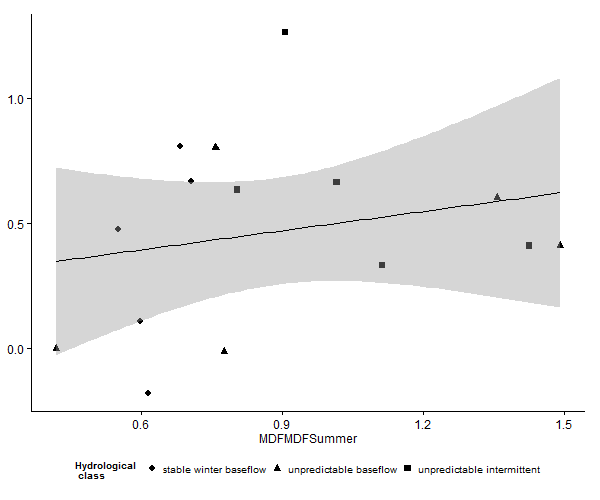 1.0
0.5
0.0
0.6 0.9 1.2 1.5
MDFMDFSummer
Hydrological
class
stable winter baseflow unpredictable baseflow unpredictable intermittent